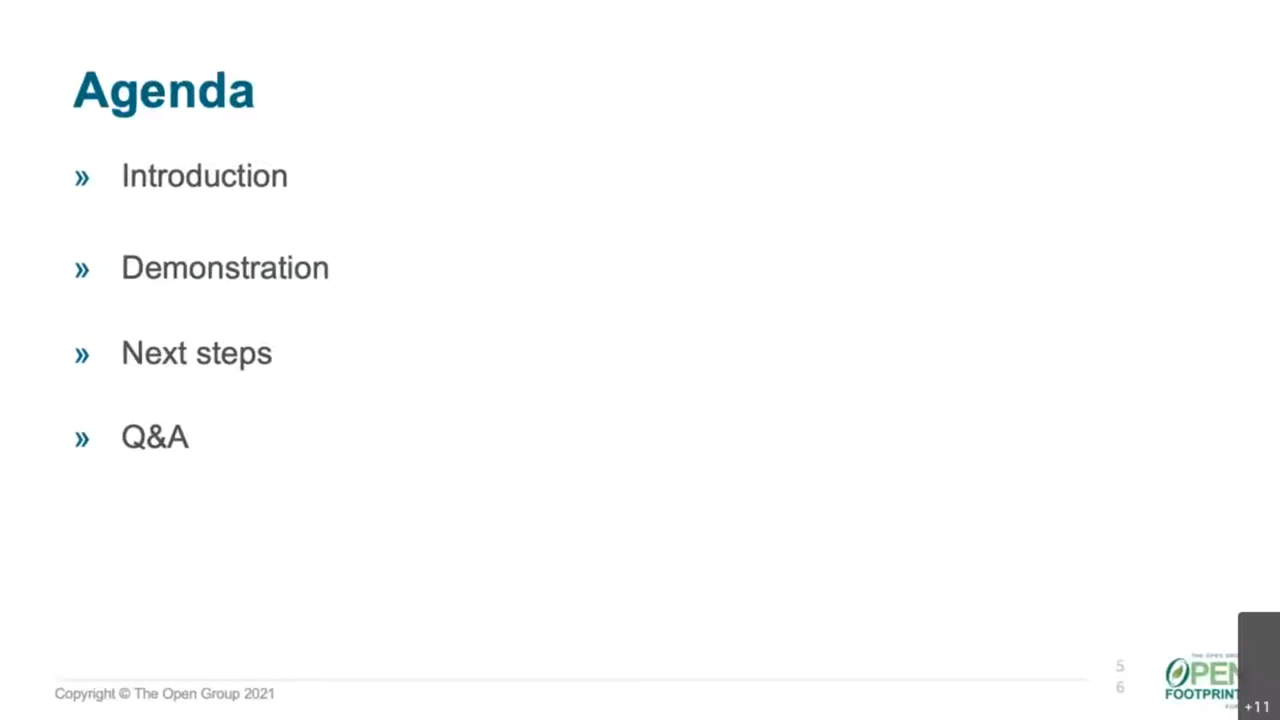 Agenda
» Introduction
» Demonstration
» Next steps
» Q&A
Copyright © The Open Group 2021
5
6
OPEN
FOOTPRINT
+11